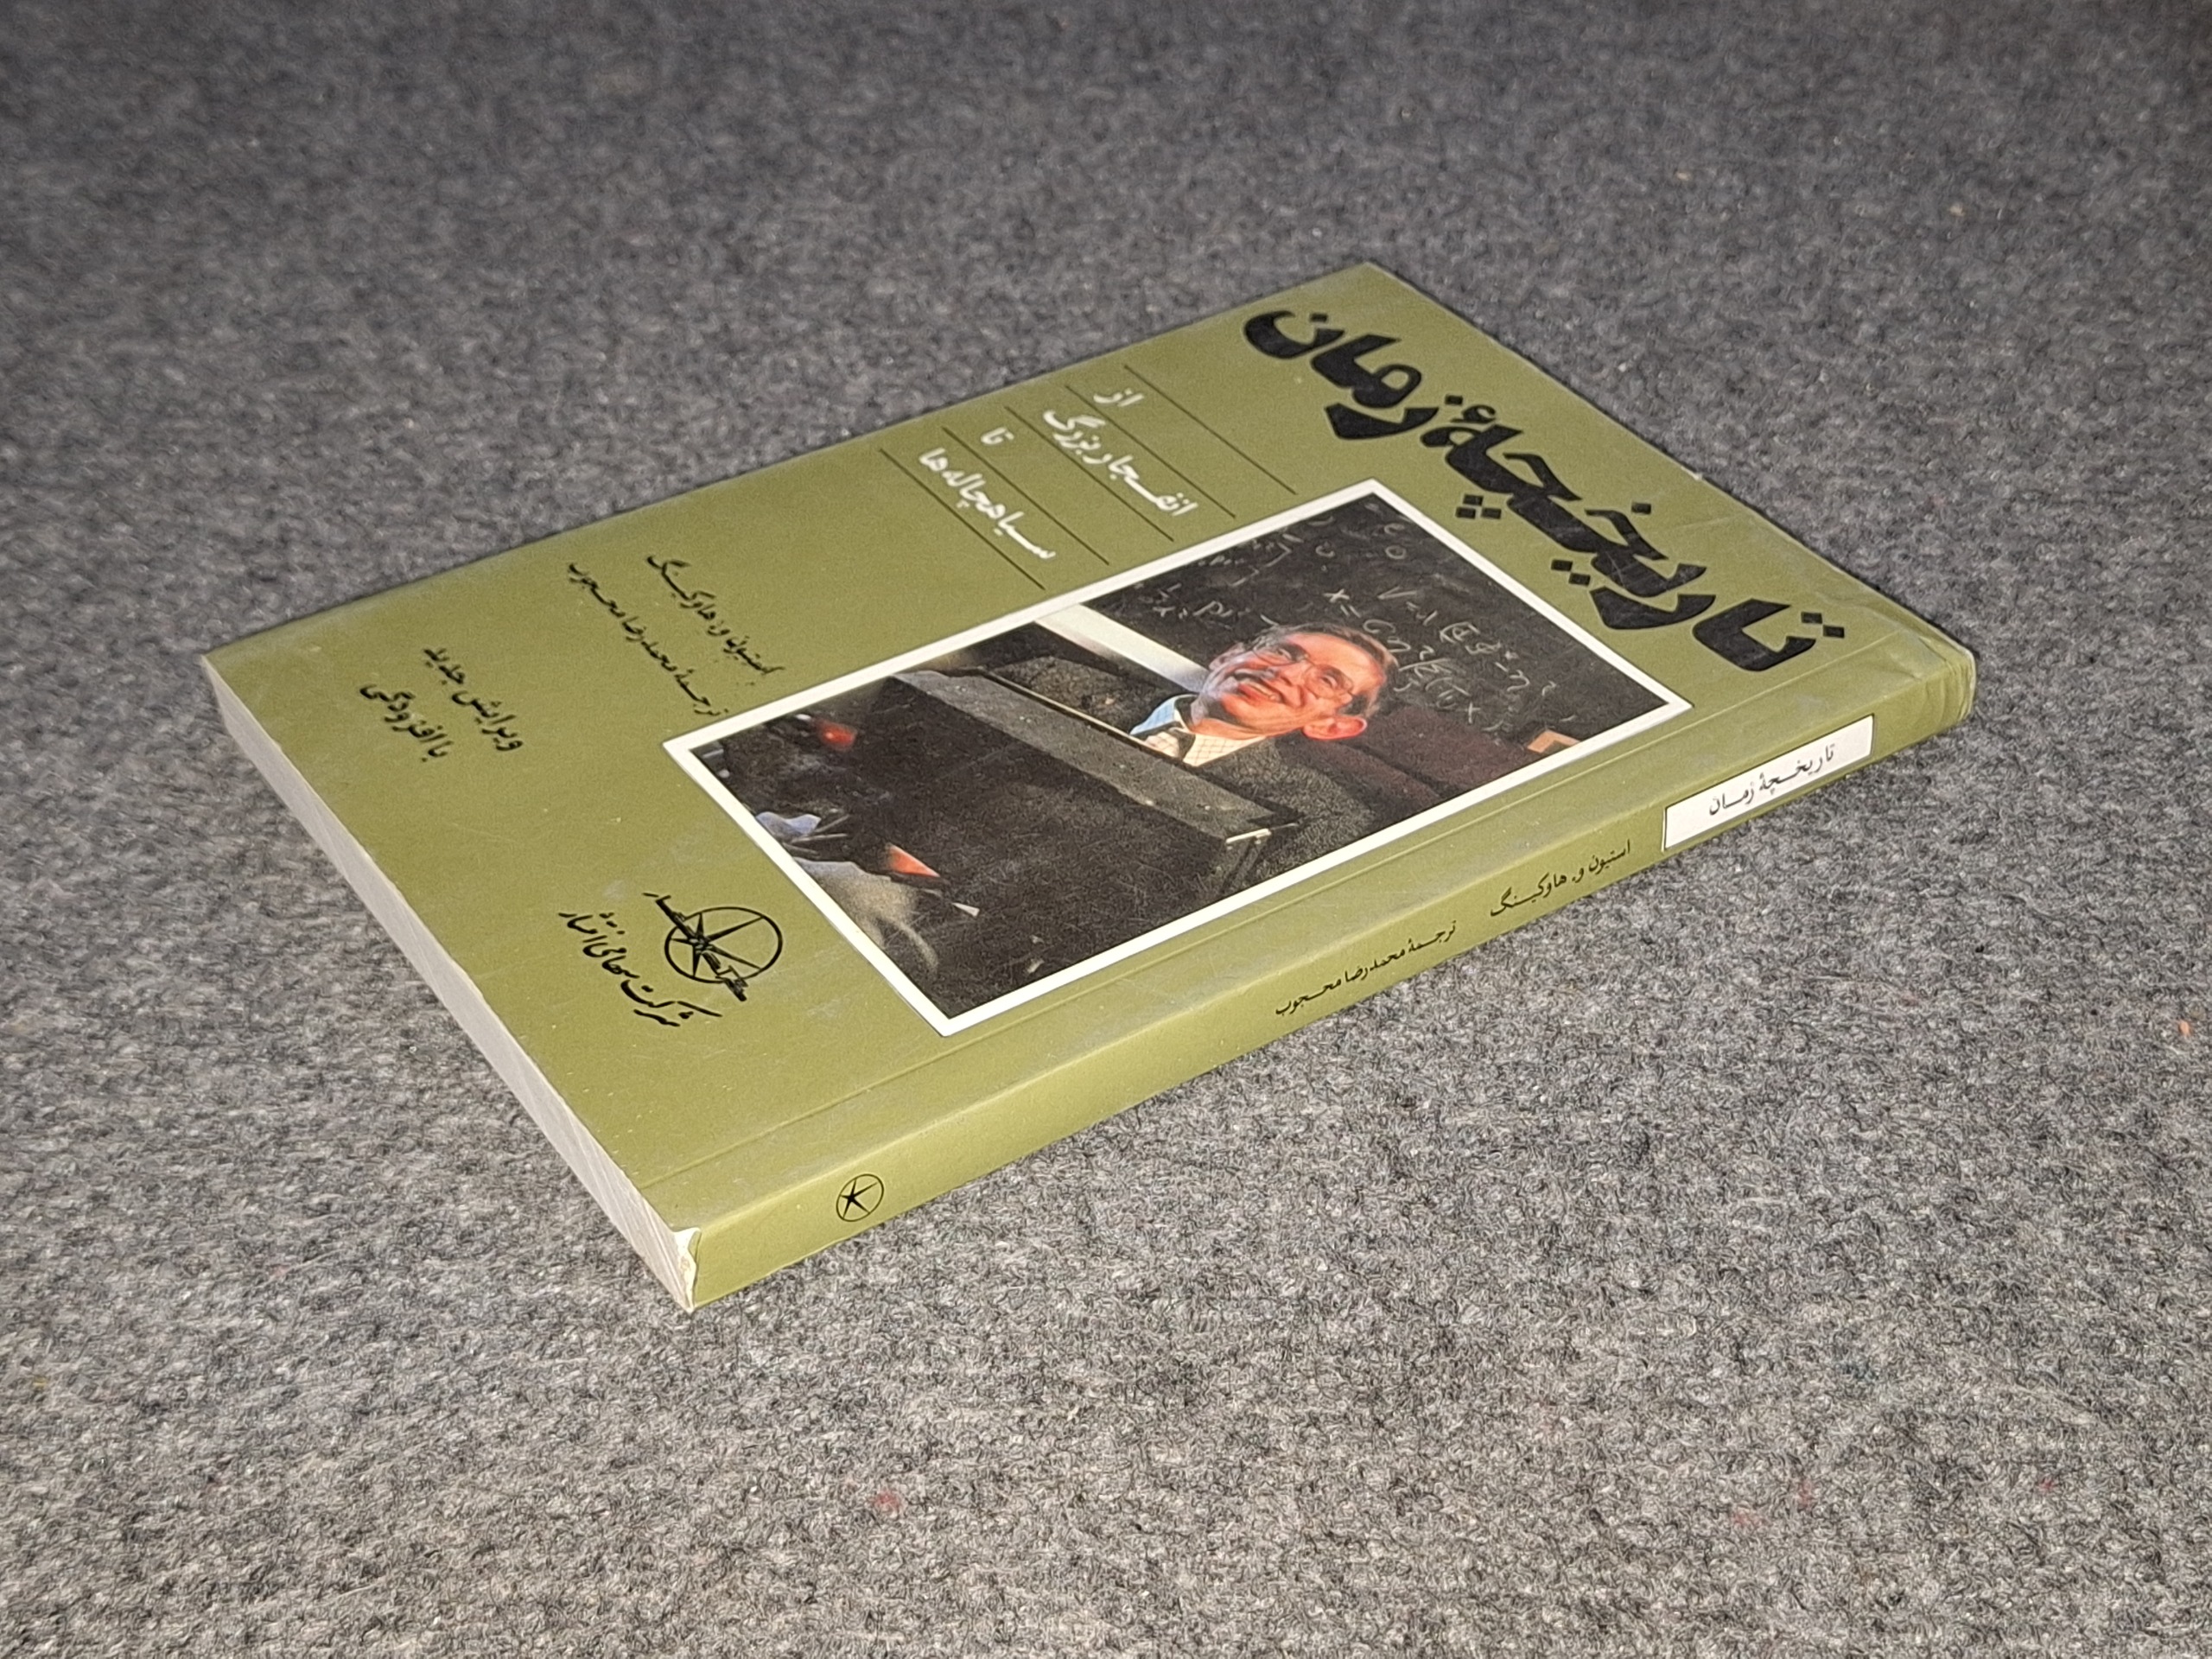 تاریخچهٔ زمان
از
انفجار بزرگ
تا
سیاهچاله‌ها
استیون و. هاوکینگ
ترجمهٔ محمدرضا محجوب
ویرایش جدید
با افزودگی
شرکت سهامی انتشار
تاریخچهٔ زمان
استیون و. هاوکینگ
ترجمهٔ محمدرضا محجوب